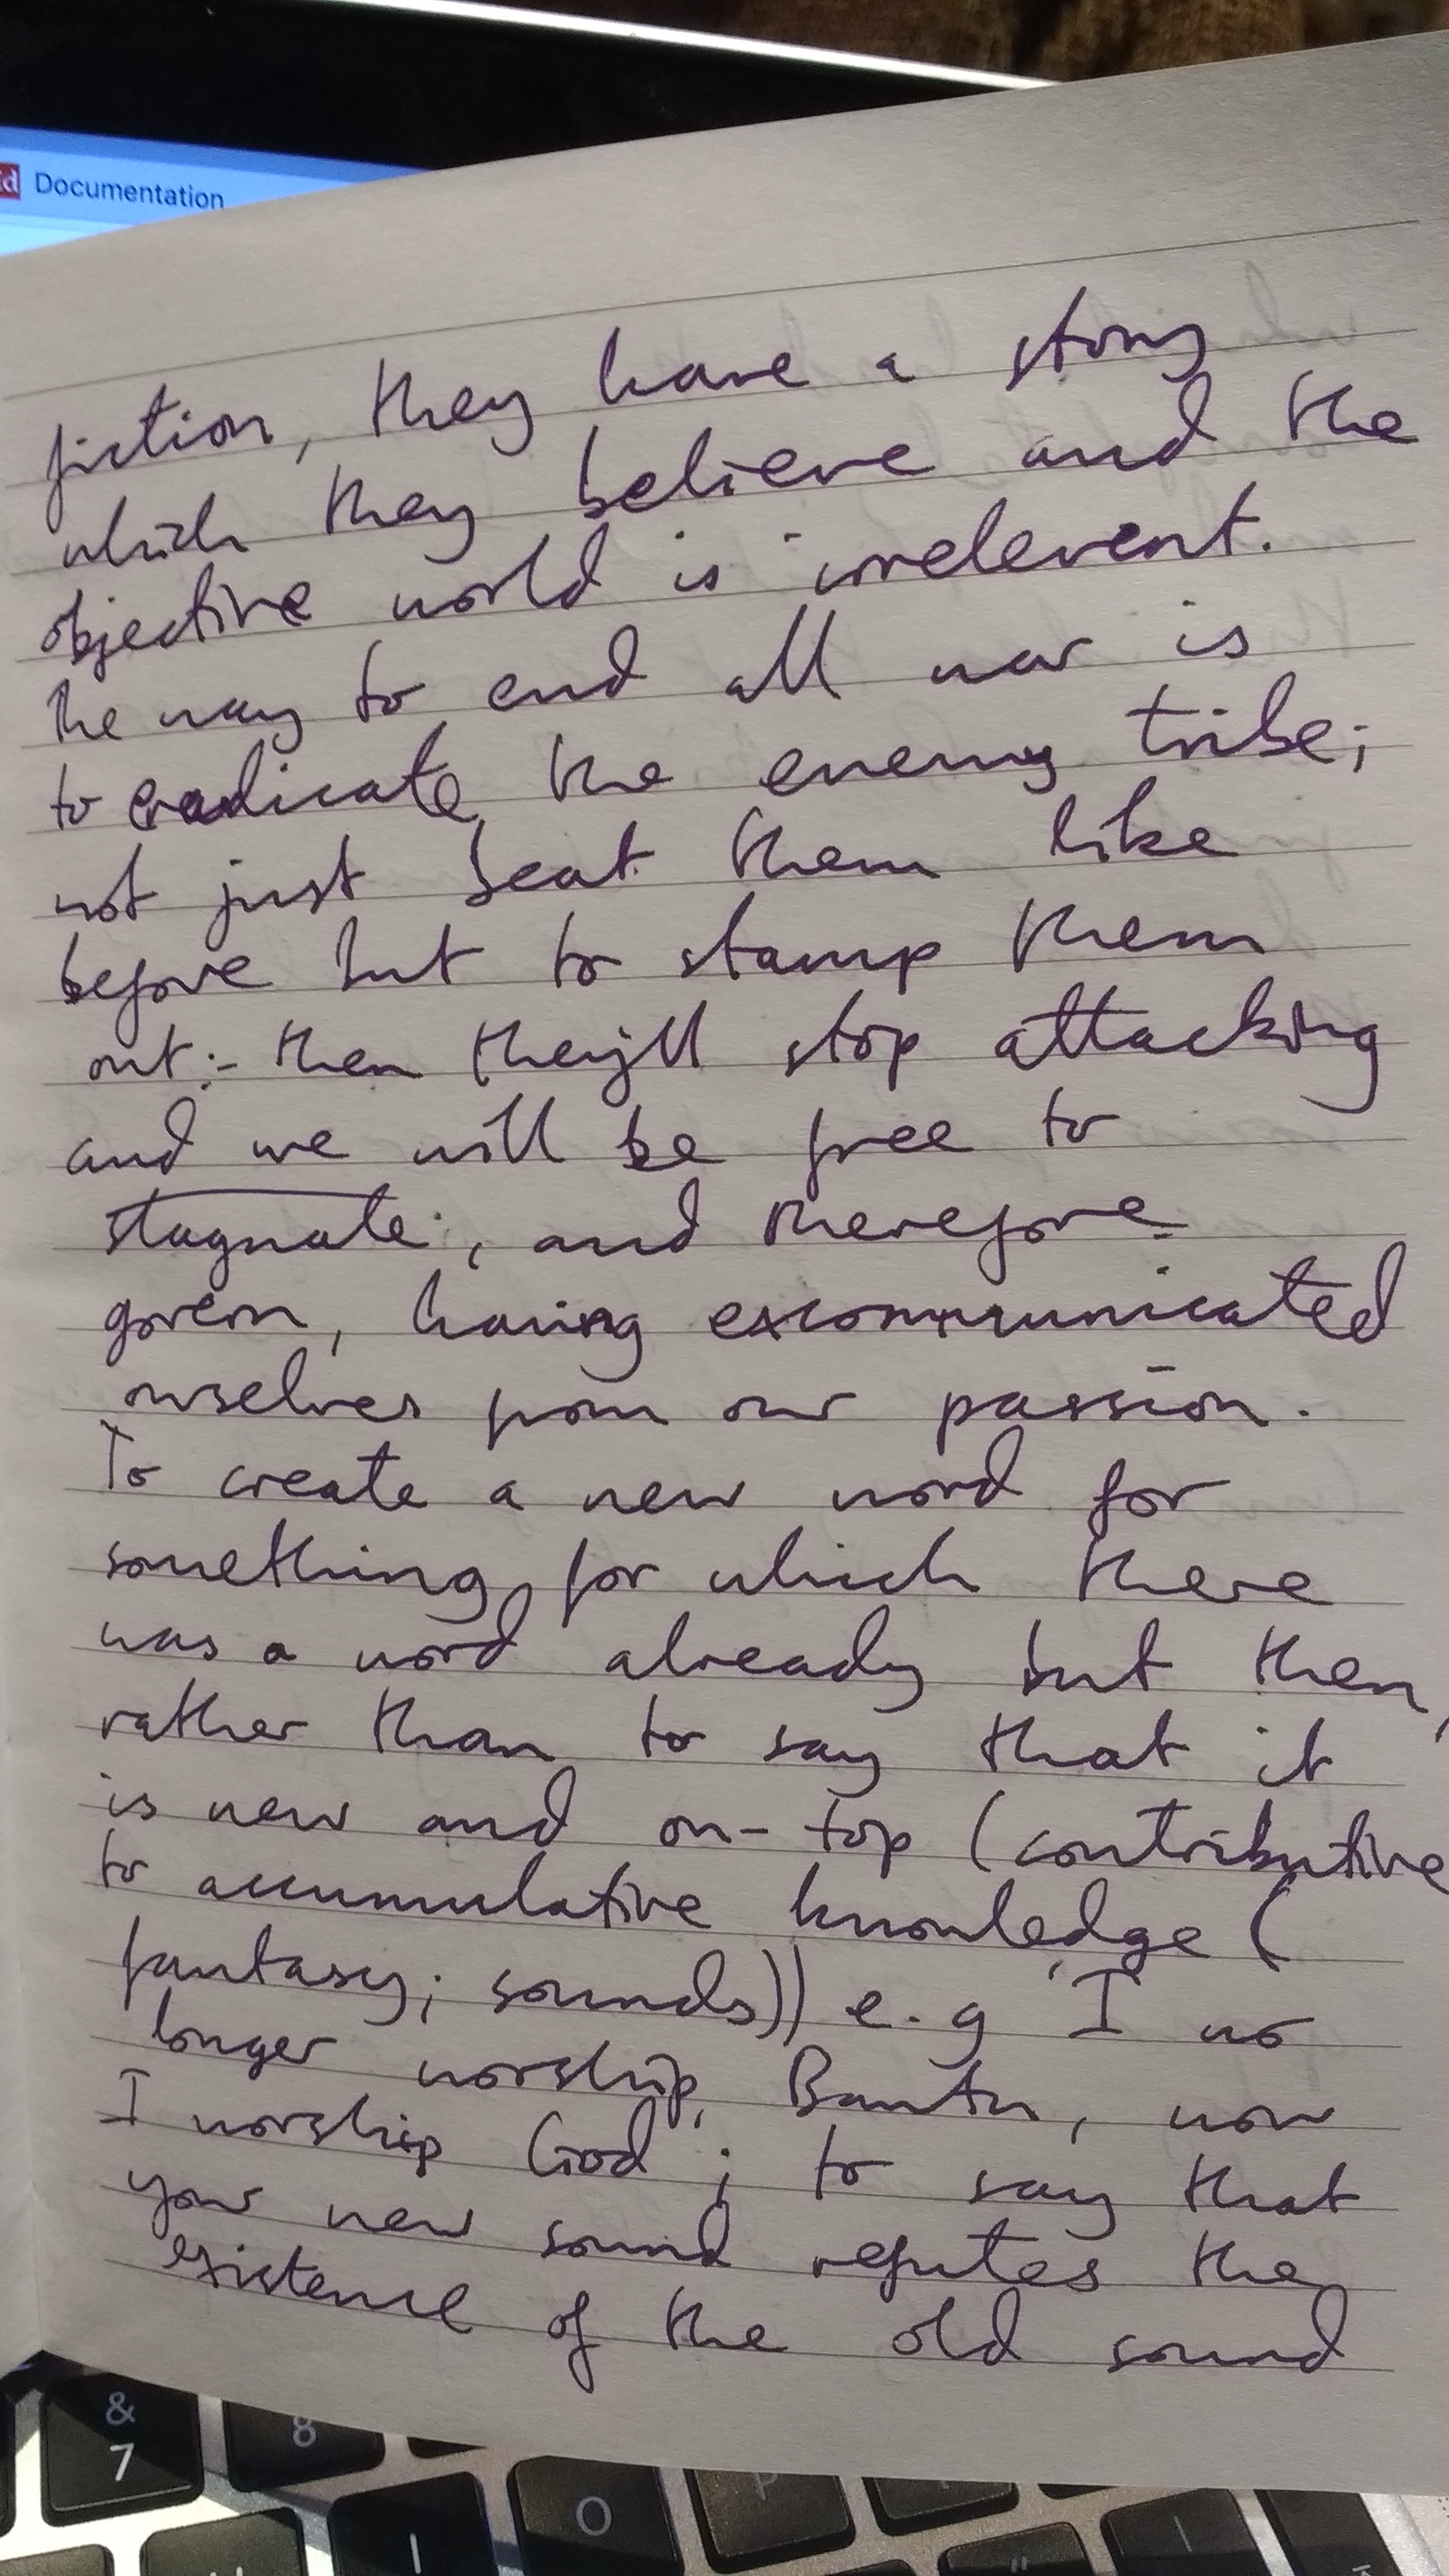 Documentation
fiction, they have a story
which they believe and the
objective world is irrelevent.
the way to end all war is
to eradicate the enemy tribe;
not just beat them like
before but to stamp them
out:- then they'll stop attacking
and we will be free to
stagnate, and therefore
govern, having excommunicated
ourselves from our passion.
To create a new word for
something for which there
was a word already but then,
rather than to say that it
is new and on-top (contributive
to accumulative knowledge (
fantasy; sounds)) e.g 'I no
longer worship Bantu, now
I worship God'; to say that
your new sound refutes the
existence of the old sound
&
7
8
O
P